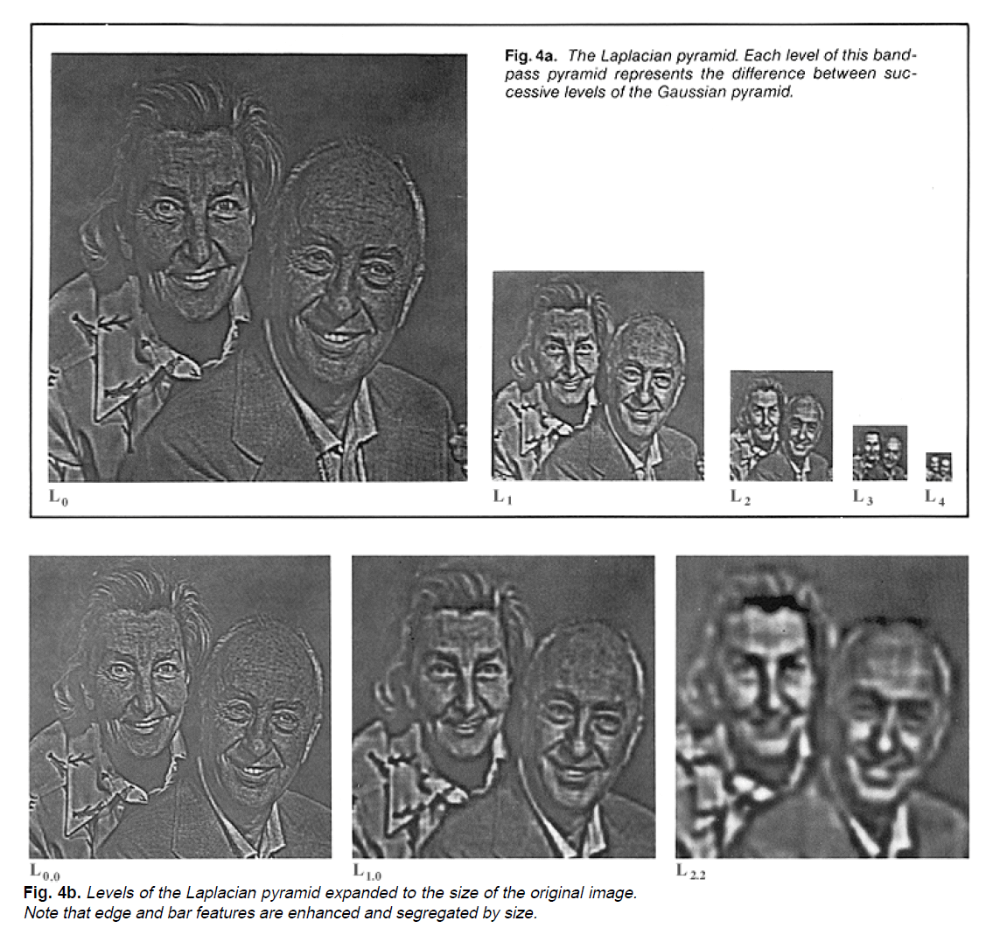 Fig. 4a. The Laplacian pyramid. Each level of this band-
pass pyramid represents the difference between suc-
cessive levels of the Gaussian pyramid.
L0
L1
L2
L3
L4
L0,0
L1,0
L2,2
Fig. 4b. Levels of the Laplacian pyramid expanded to the size of the original image.
Note that edge and bar features are enhanced and segregated by size.